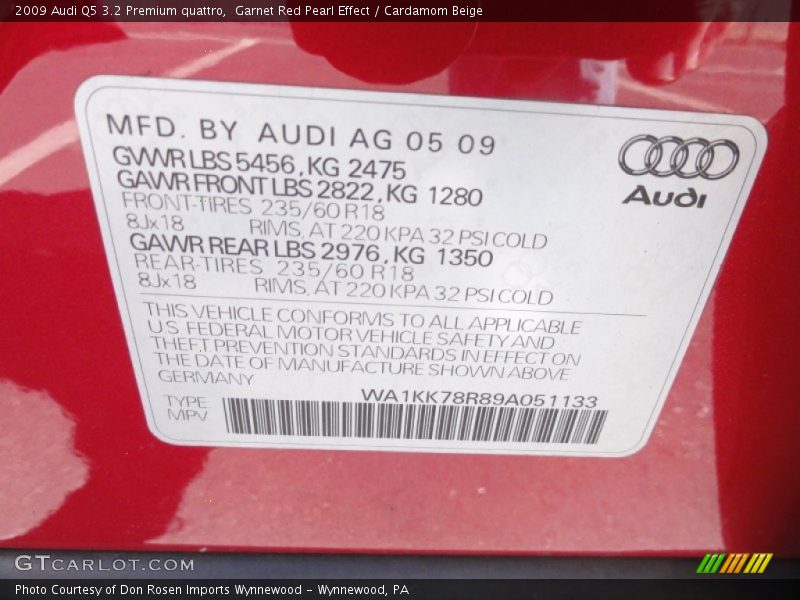 2009 Audi Q5 3.2 Premium quattro,  Garnet Red Pearl Effect / Cardamom Beige
MFD. BY  AUDI AG 05 09
GVWR LBS 5456, KG 2475
GAWR FRONT LBS 2822, KG 1280
FRONT-TIRES 235/60 R18
8Jx18 RIMS, AT 220 KPA 32 PSI COLD
GAWR REAR LBS 2976, KG 1350
REAR-TIRES 235/60 R18
8Jx18 RIMS, AT 220 KPA 32 PSI COLD
Audi
THIS VEHICLE CONFORMS TO ALL APPLICABLE
U.S. FEDERAL MOTOR VEHICLE SAFETY AND
THEFT PREVENTION STANDARDS IN EFFECT ON
THE DATE OF MANUFACTURE SHOWN ABOVE
GERMANY
WA1KK78R89A051133
TYPE
MPV
GTCARLOT.COM
Photo Courtesy of Don Rosen Imports Wynnewood - Wynnewood, PA